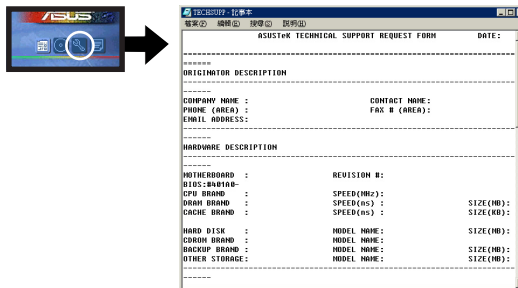 ASUS
TECHSUPP - 記事本
檔案(F) 編輯(E) 搜尋(S) 說明(H)
ASUSTeK TECHNICAL SUPPORT REQUEST FORM DATE:
------------------------------------------------------------------------
======
ORIGINATOR DESCRIPTION
------------------------------------------------------------------------
------
COMPANY NAME : CONTACT NAME:
PHONE (AREA) : FAX # (AREA):
EMAIL ADDRESS:
------------------------------------------------------------------------
------
HARDWARE DESCRIPTION
------------------------------------------------------------------------
------
MOTHERBOARD : REVISION #:
BIOS:#401A0-
CPU BRAND : SPEED(MHz):
DRAM BRAND : SPEED(ns) : SIZE(MB):
CACHE BRAND : SPEED(ns) : SIZE(KB):
HARD DISK : MODEL NAME: SIZE(MB):
CDROM BRAND : MODEL NAME:
BACKUP BRAND : MODEL NAME: SIZE(MB):
OTHER STORAGE: MODEL NAME: SIZE(MB):
------------------------------------------------------------------------
------